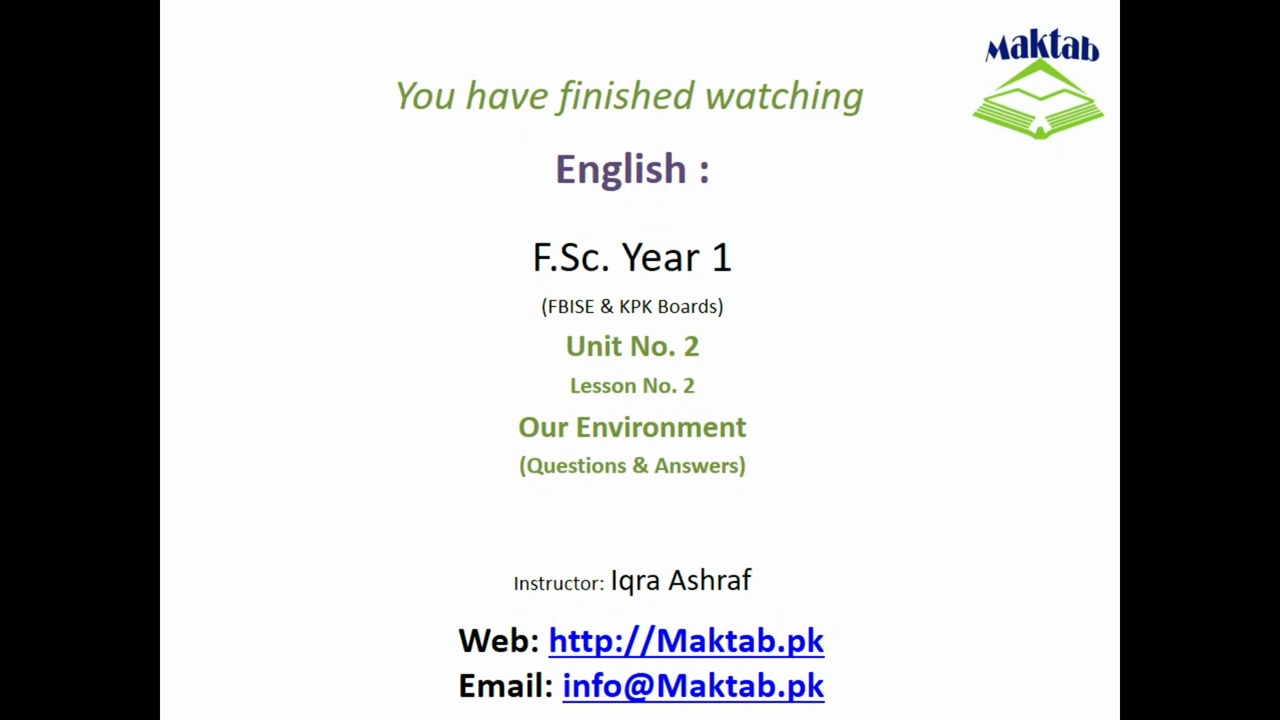 Maktab
You have finished watching
English :
F.Sc. Year 1
(FBISE & KPK Boards)
Unit No. 2
Lesson No. 2
Our Environment
(Questions & Answers)
Instructor: Iqra Ashraf
Web: http://Maktab.pk
Email: info@Maktab.pk